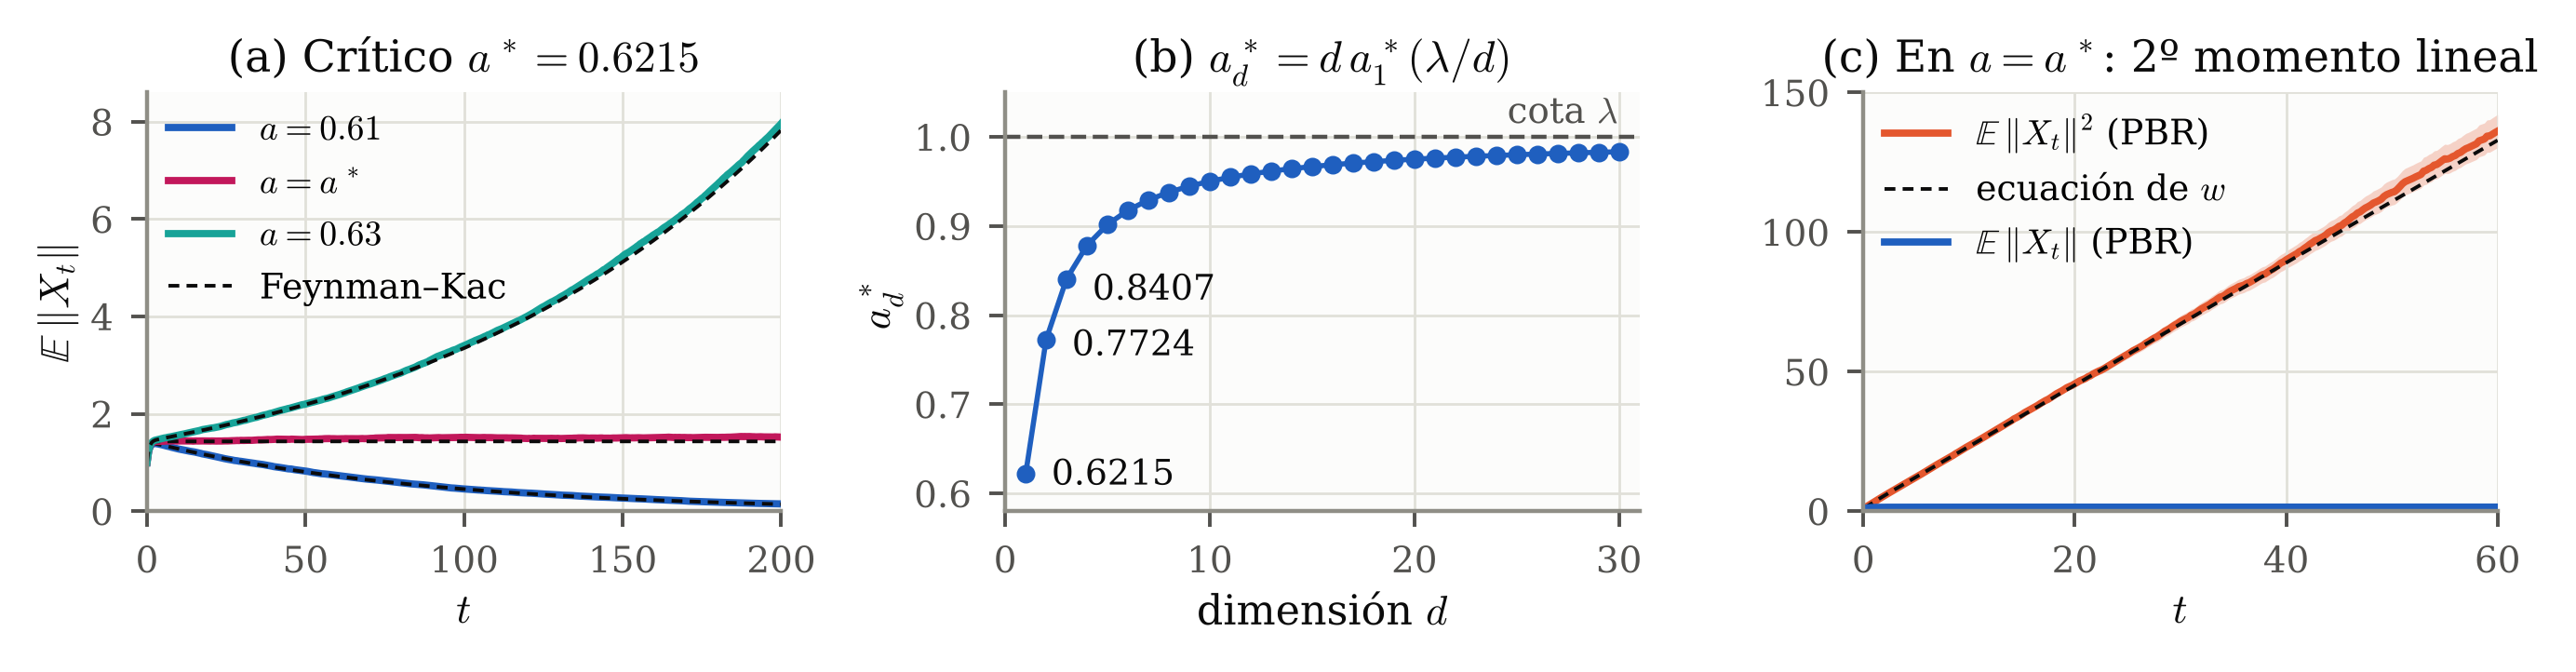 (a) Crítico a* = 0.6215
𝔼 ‖X_t‖
8
6
4
2
0
a = 0.61
a = a*
a = 0.63
Feynman–Kac
0 50 100 150 200
t
(b) a_d^* = d a_1^* (λ/d)
a_d^*
1.0
0.9
0.8
0.7
0.6
cota λ
0.8407
0.7724
0.6215
0 10 20 30
dimensión d
(c) En a = a*: 2º momento lineal
150
100
50
0
𝔼 ‖X_t‖² (PBR)
ecuación de w
𝔼 ‖X_t‖ (PBR)
0 20 40 60
t